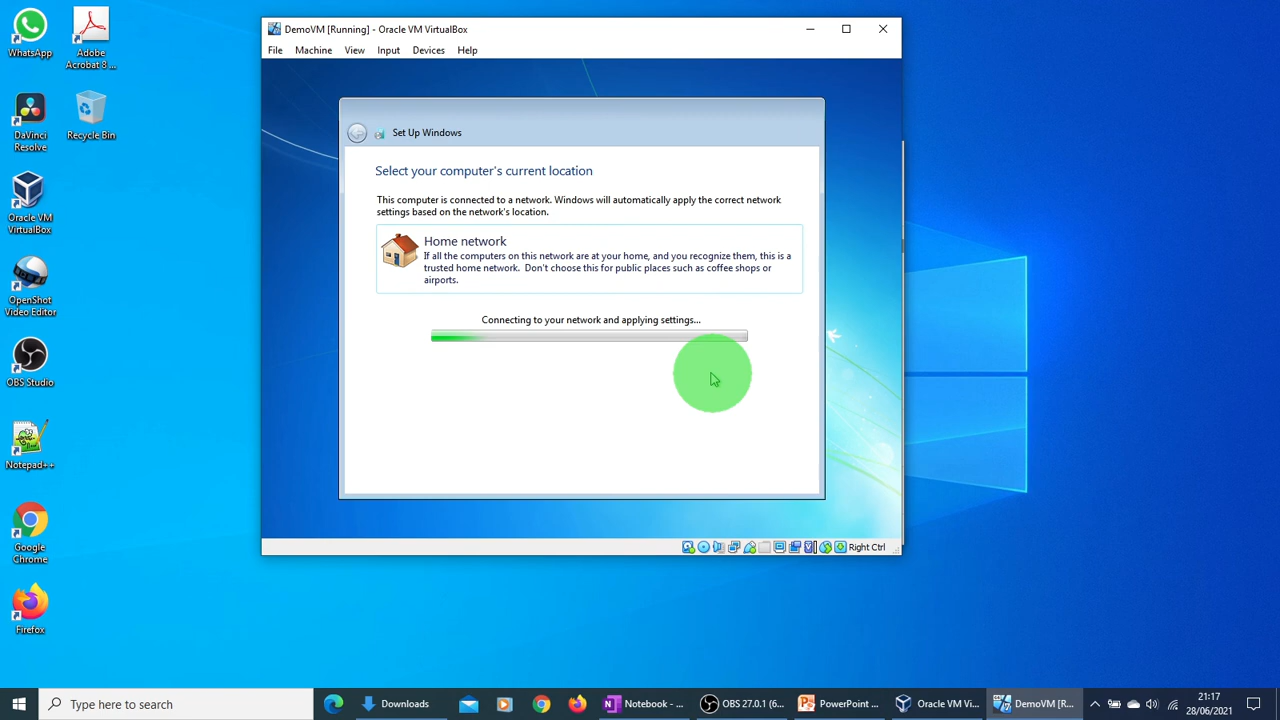 DemoVM [Running] - Oracle VM VirtualBox
File Machine View Input Devices Help
WhatsApp
Adobe
Acrobat 8 ...
DaVinci
Resolve
Recycle Bin
Oracle VM
VirtualBox
OpenShot
Video Editor
OBS Studio
Notepad++
Google
Chrome
Firefox
Set Up Windows
Select your computer's current location
This computer is connected to a network. Windows will automatically apply the correct network
settings based on the network's location.
Home network
If all the computers on this network are at your home, and you recognize them, this is a
trusted home network. Don't choose this for public places such as coffee shops or
airports.
Connecting to your network and applying settings...
Right Ctrl
Type here to search
Downloads
Notebook - ...
OBS 27.0.1 (6...
PowerPoint ...
Oracle VM Vi...
DemoVM [R...
21:17
28/06/2021